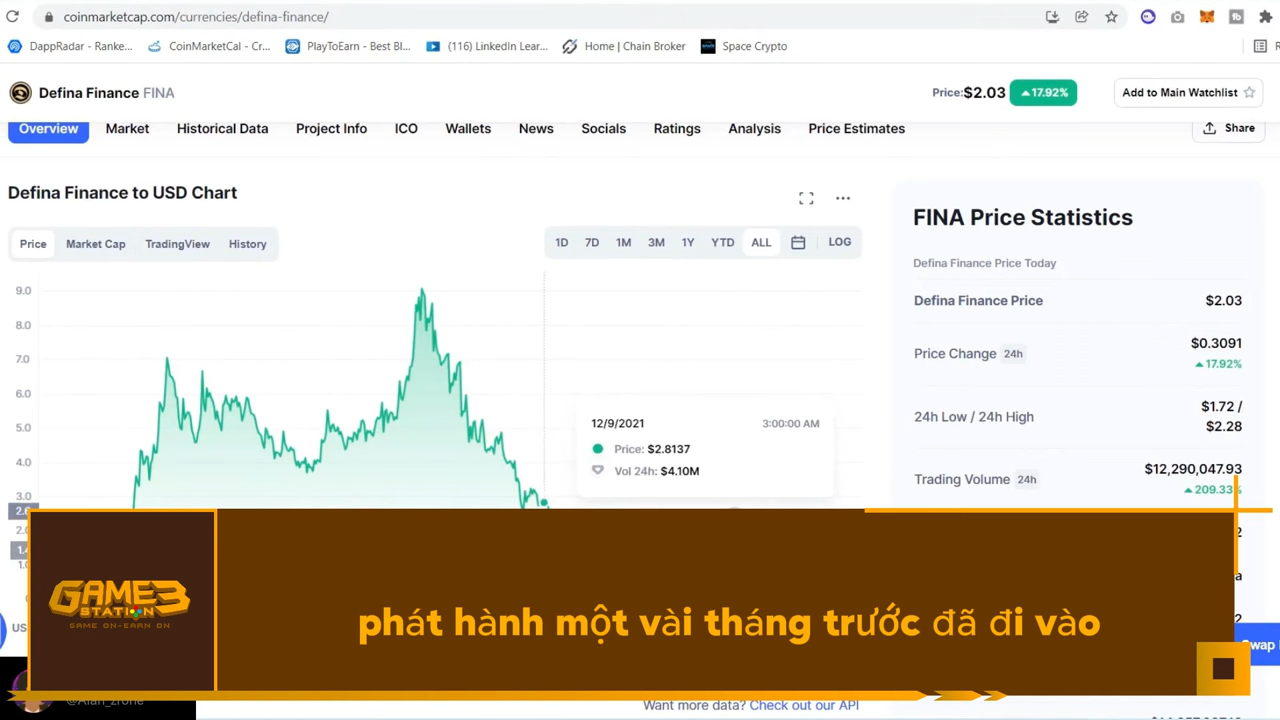 coinmarketcap.com/currencies/defina-finance/
DappRadar - Ranke... CoinMarketCal - Cr... PlayToEarn - Best Bl... (116) LinkedIn Lear... Home | Chain Broker Space Crypto
Defina Finance FINA Price:$2.03 17.92% Add to Main Watchlist
Overview Market Historical Data Project Info ICO Wallets News Socials Ratings Analysis Price Estimates Share
Defina Finance to USD Chart
FINA Price Statistics
Price Market Cap TradingView History 1D 7D 1M 3M 1Y YTD ALL LOG
Defina Finance Price Today
9.0
Defina Finance Price $2.03
8.0
7.0
Price Change 24h $0.3091
17.92%
6.0
24h Low / 24h High $1.72 /
$2.28
5.0
12/9/2021 3:00:00 AM
Price: $2.8137
Vol 24h: $4.10M
4.0
Trading Volume 24h $12,290,047.93
209.33%
3.0
GAME3
STATION
GAME ON-EARN ON
phát hành một vài tháng trước đã đi vào
Swap
@Alan_zrone
Want more data? Check out our API